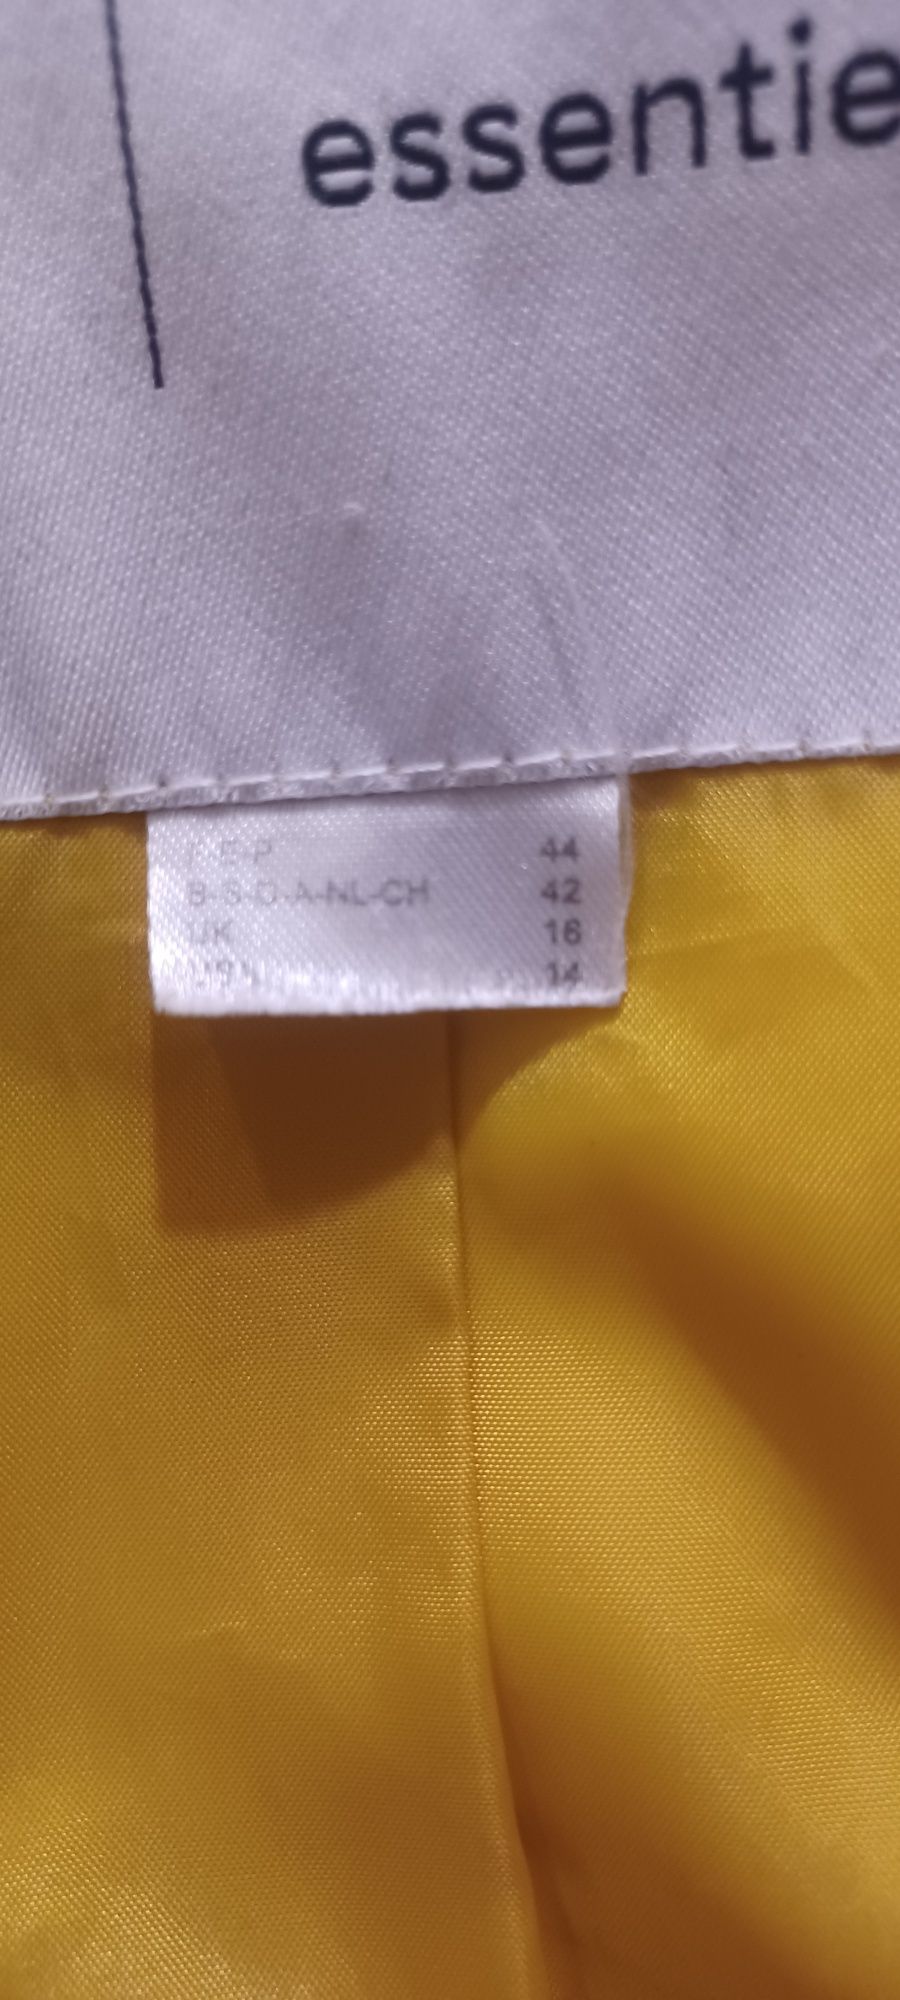 essentie
F-E-P 44
B-S-D-A-NL-CH 42
UK 16
14